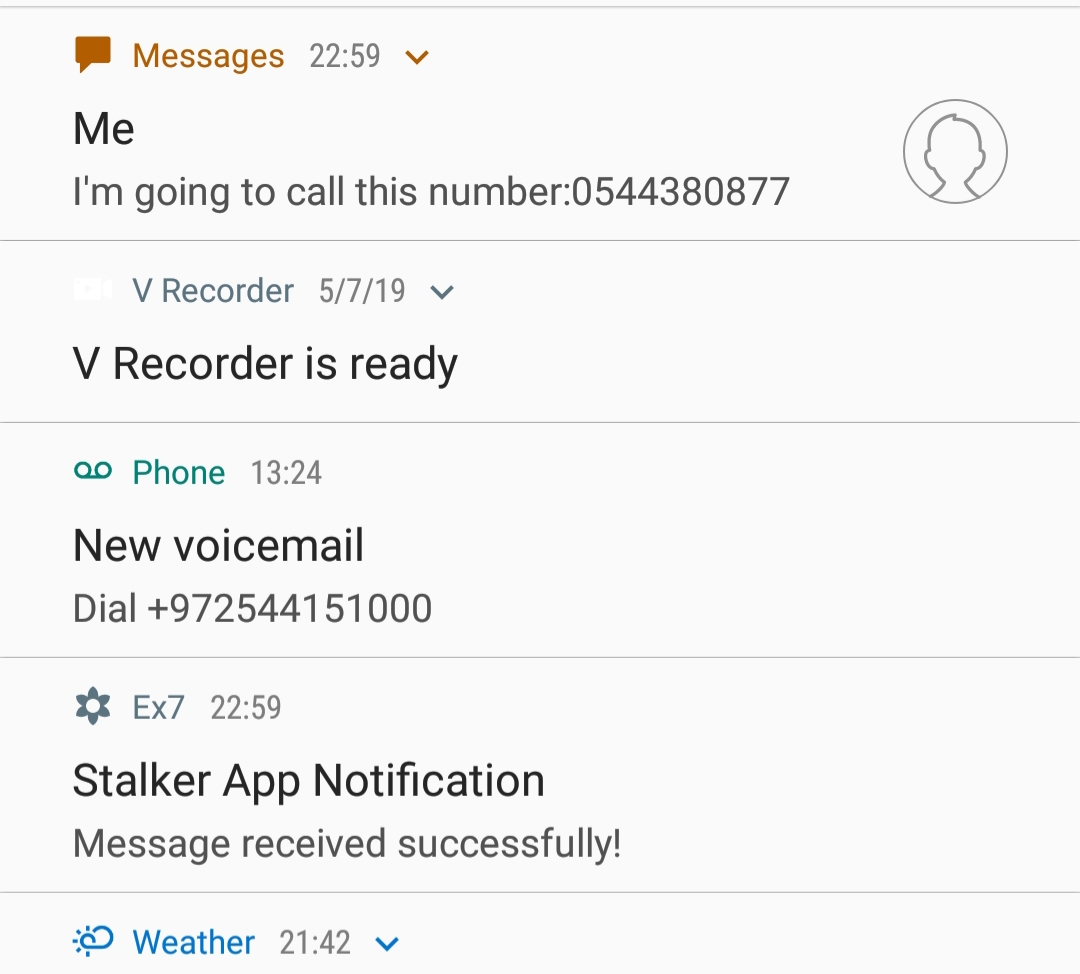 Messages 22:59
Me
I'm going to call this number:0544380877
V Recorder 5/7/19
V Recorder is ready
Phone 13:24
New voicemail
Dial +972544151000
Ex7 22:59
Stalker App Notification
Message received successfully!
Weather 21:42